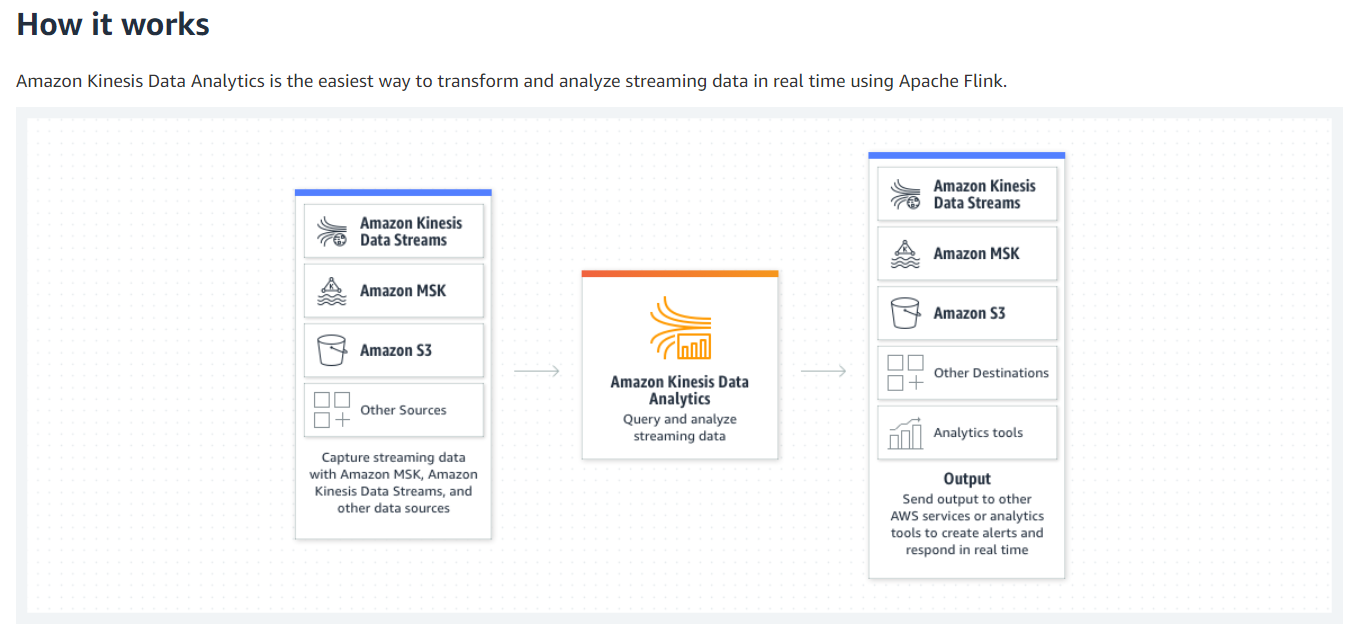 How it works
Amazon Kinesis Data Analytics is the easiest way to transform and analyze streaming data in real time using Apache Flink.
Amazon Kinesis
Data Streams
Amazon MSK
Amazon S3
Other Sources
Capture streaming data
with Amazon MSK, Amazon
Kinesis Data Streams, and
other data sources
Amazon Kinesis Data
Analytics
Query and analyze
streaming data
Amazon Kinesis
Data Streams
Amazon MSK
Amazon S3
Other Destinations
Analytics tools
Output
Send output to other
AWS services or analytics
tools to create alerts and
respond in real time